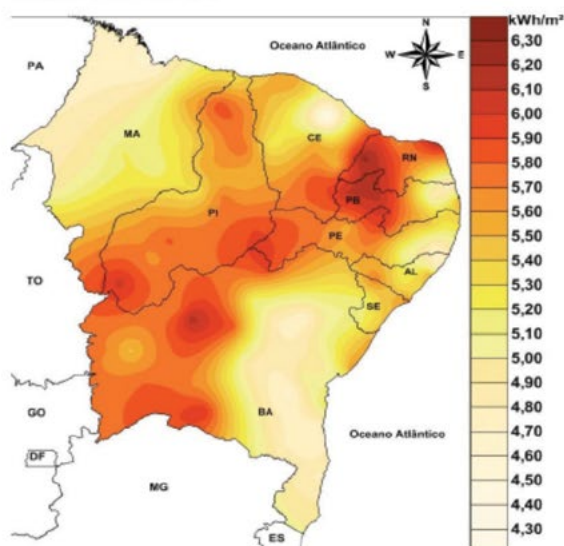 kWh/m²
N
W E
S
Oceano Atlântico
PA
MA
CE
RN
PB
PI
PE
TO
AL
SE
GO
BA
DF
Oceano Atlântico
MG
ES
6,30
6,20
6,10
6,00
5,90
5,80
5,70
5,60
5,50
5,40
5,30
5,20
5,10
5,00
4,90
4,80
4,70
4,60
4,50
4,40
4,30